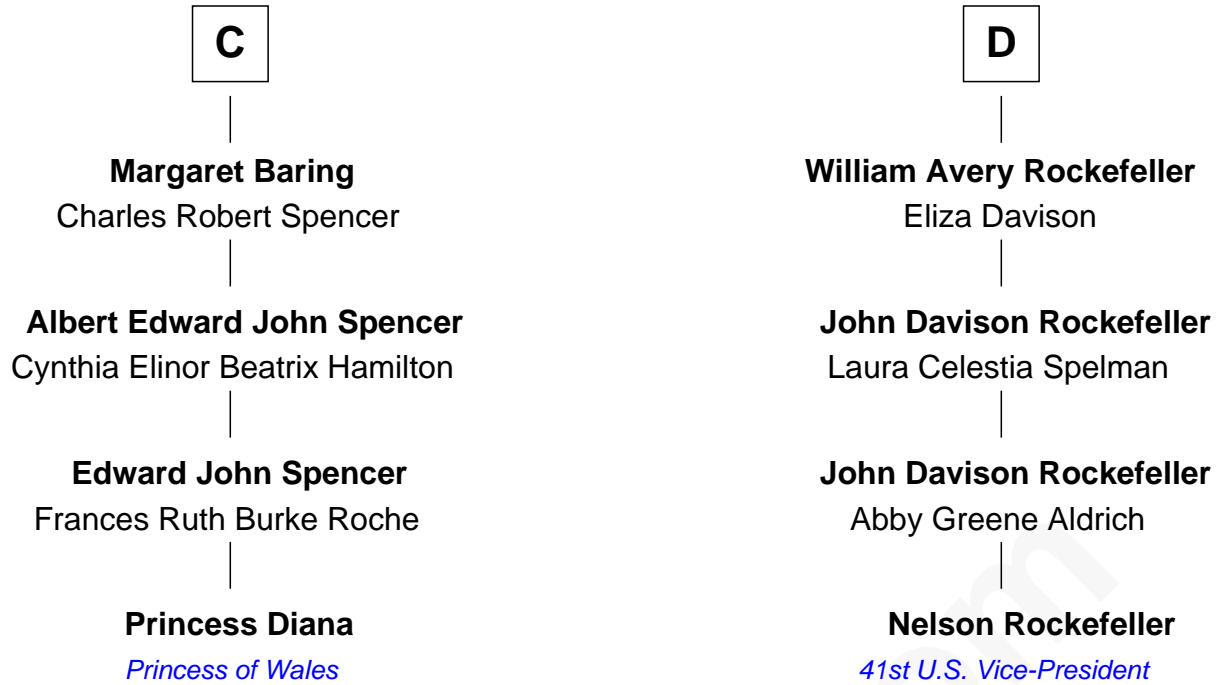 C
Margaret Baring
Charles Robert Spencer
Albert Edward John Spencer
Cynthia Elinor Beatrix Hamilton
Edward John Spencer
Frances Ruth Burke Roche
Princess Diana
Princess of Wales
D
William Avery Rockefeller
Eliza Davison
John Davison Rockefeller
Laura Celestia Spelman
John Davison Rockefeller
Abby Greene Aldrich
Nelson Rockefeller
41st U.S. Vice-President